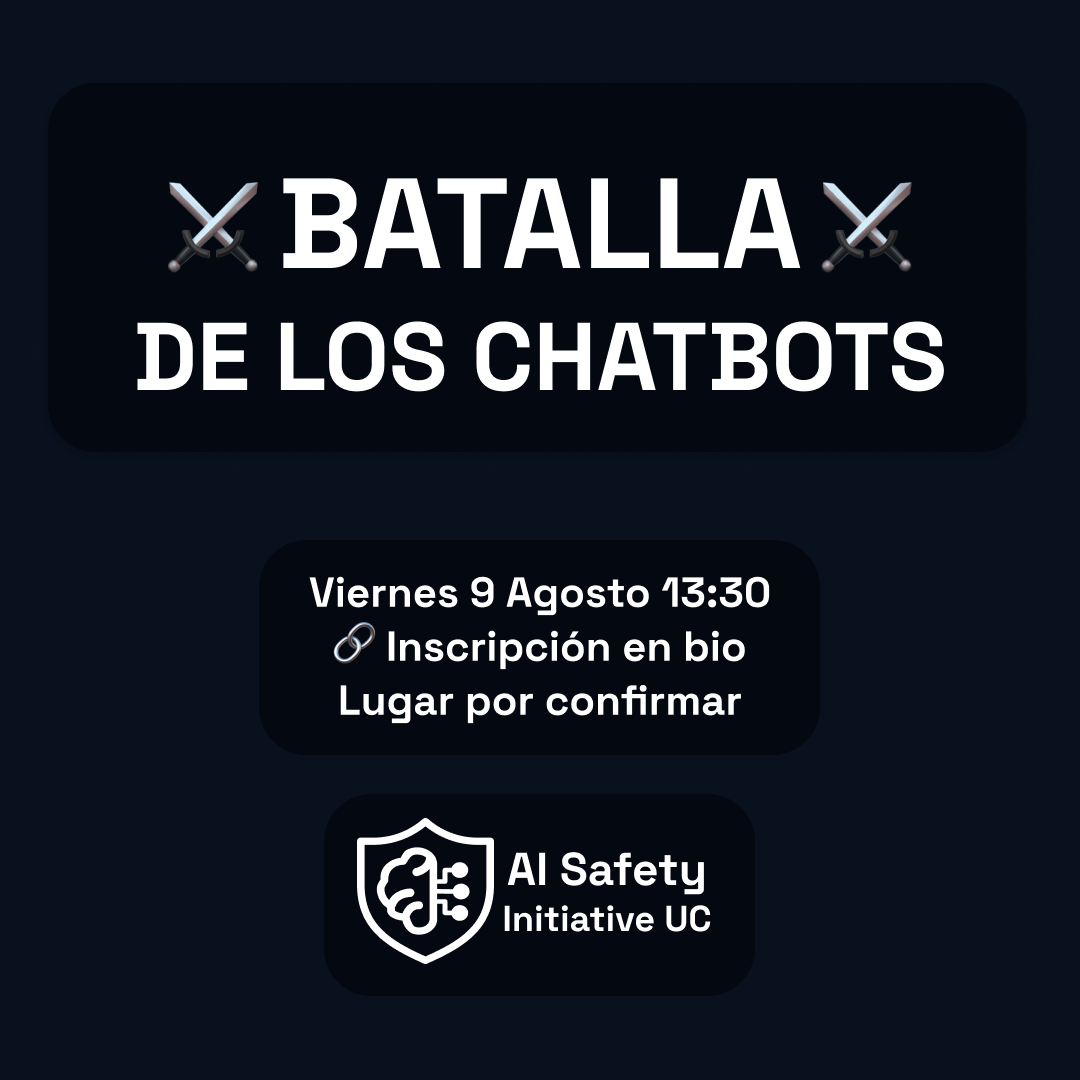 ⚔️ BATALLA ⚔️
DE LOS CHATBOTS
Viernes 9 Agosto 13:30
🔗 Inscripción en bio
Lugar por confirmar
AI Safety
Initiative UC